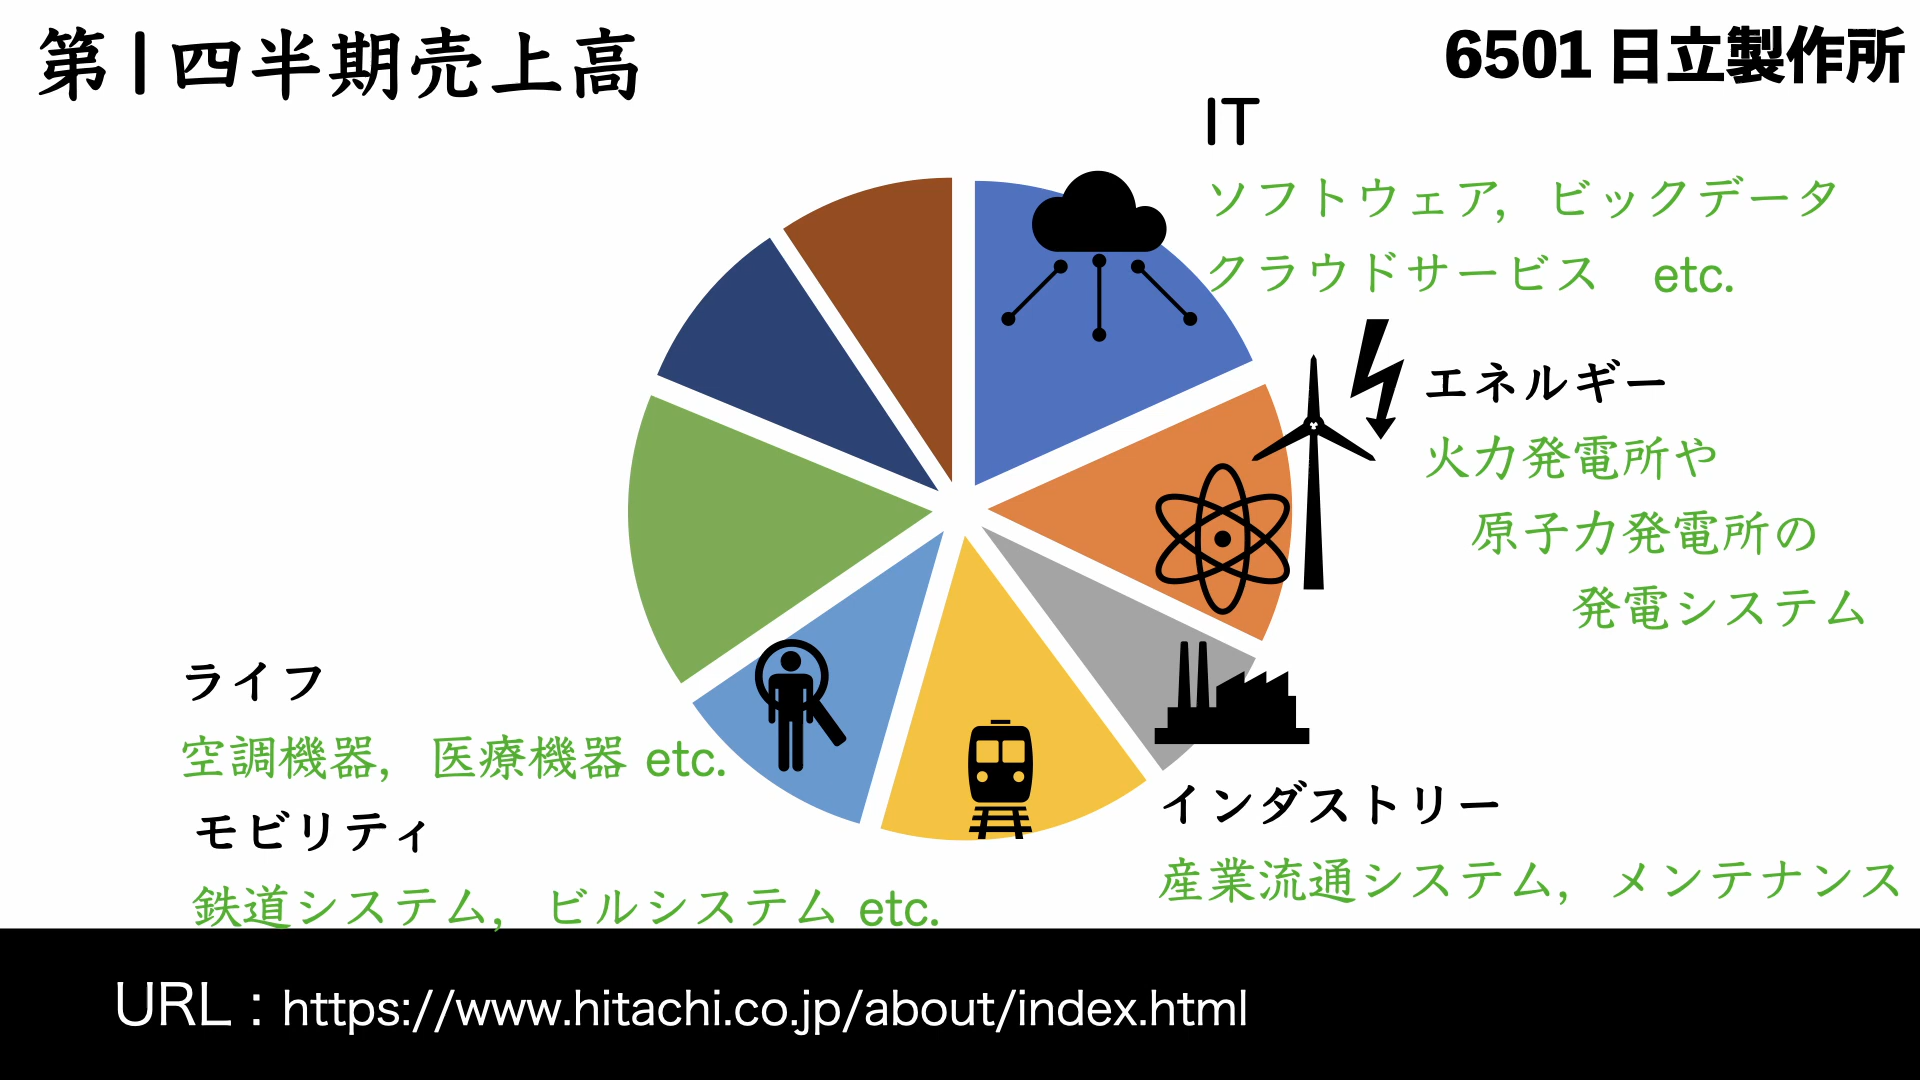 第1四半期売上高
6501 日立製作所
IT
ソフトウェア, ビックデータ
クラウドサービス　etc.
エネルギー
火力発電所や
原子力発電所の
発電システム
インダストリー
産業流通システム, メンテナンス
ライフ
空調機器, 医療機器 etc.
モビリティ
鉄道システム, ビルシステム etc.
URL：https://www.hitachi.co.jp/about/index.html